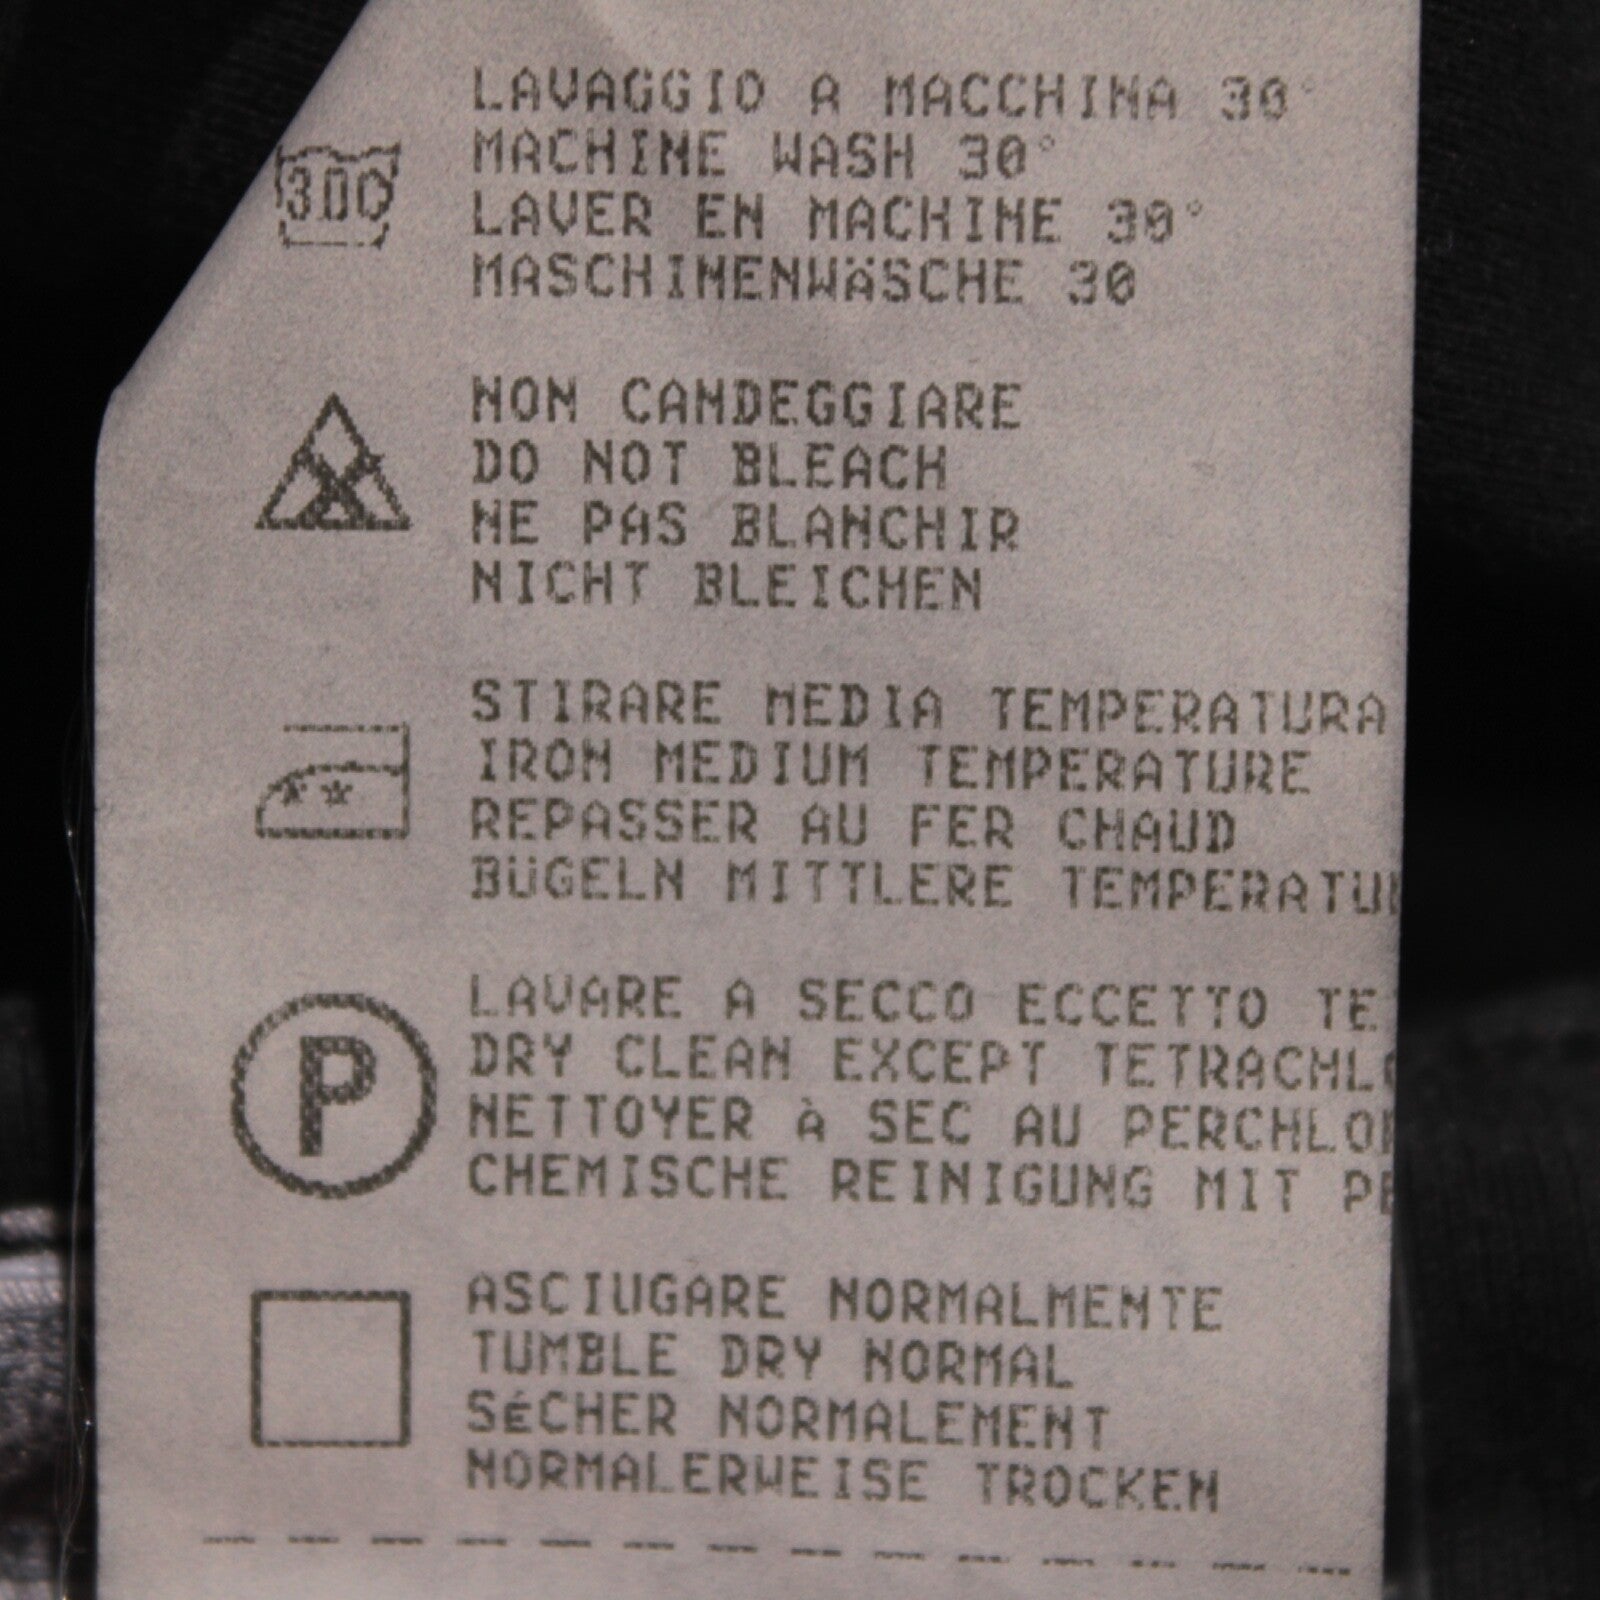 LAVAGGIO A MACCHINA 30°
MACHINE WASH 30°
30C
LAVER EN MACHINE 30°
MASCHINENWÄSCHE 30
NON CANDEGGIARE
DO NOT BLEACH
NE PAS BLANCHIR
NICHT BLEICHEN
STIRARE MEDIA TEMPERATURA
IRON MEDIUM TEMPERATURE
REPASSER AU FER CHAUD
BÜGELN MITTLERE
LAVARE A SECCO ECCETTO
DRY CLEAN EXCEPT
P
NETTOYER À SEC AU
CHEMISCHE REINIGUNG MIT
ASCIUGARE NORMALMENTE
TUMBLE DRY NORMAL
SÉCHER NORMALEMENT
NORMALERWEISE TROCKEN